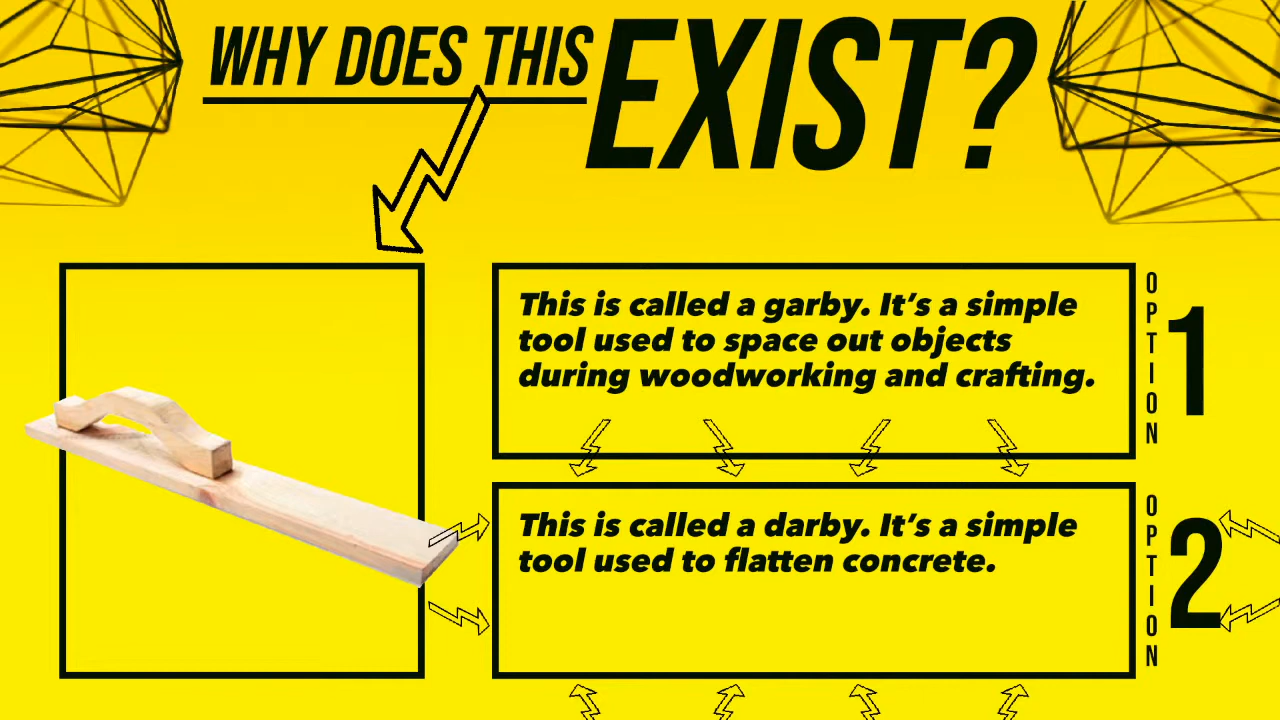 WHY DOES THIS EXIST?
This is called a garby. It's a simple
tool used to space out objects
during woodworking and crafting.
OPTION 1
This is called a darby. It's a simple
tool used to flatten concrete.
OPTION 2